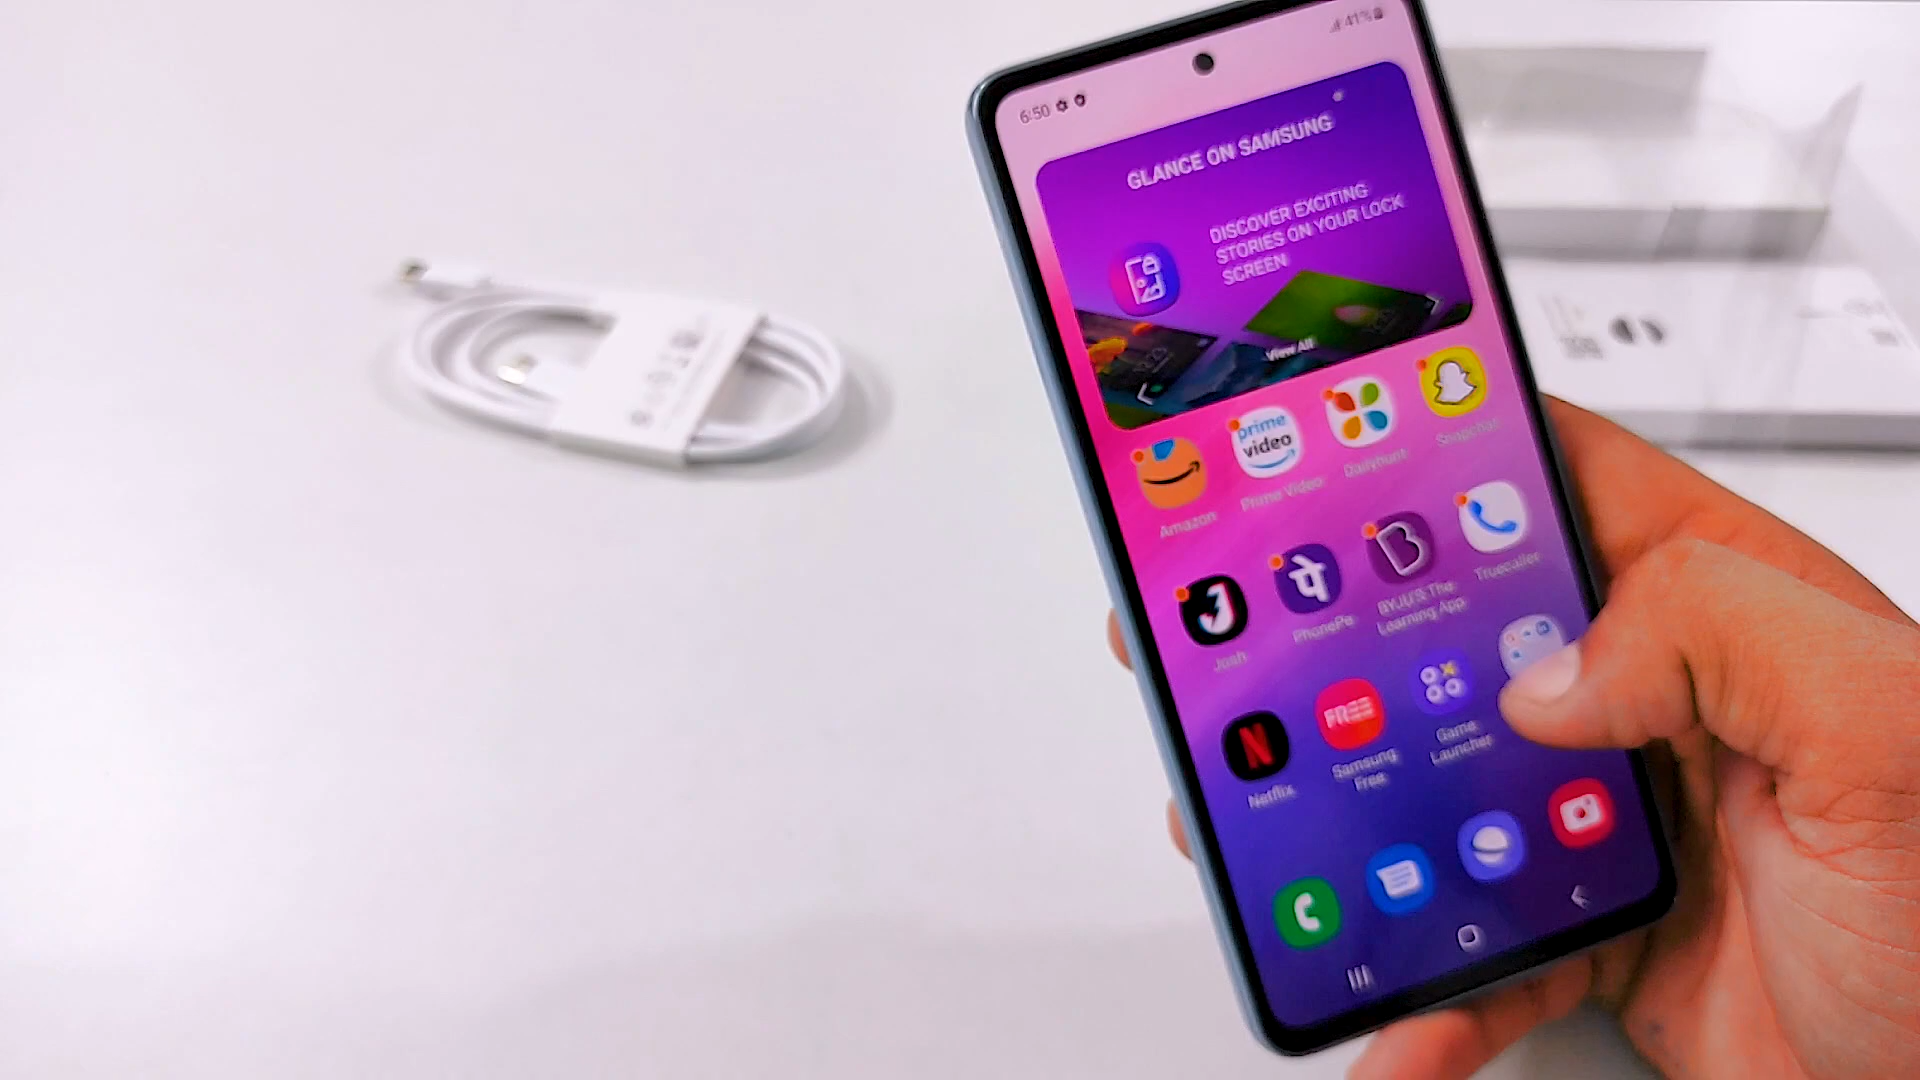 6:50
41%
GLANCE ON SAMSUNG
DISCOVER EXCITING
STORIES ON YOUR LOCK
SCREEN
View All
prime
video
Amazon
Prime Video
Dailyhunt
Snapchat
पे
B
J
Josh
PhonePe
BYJU'S The
Learning App
Truecaller
N
FREE
Netflix
Samsung
Free
Game
Launcher